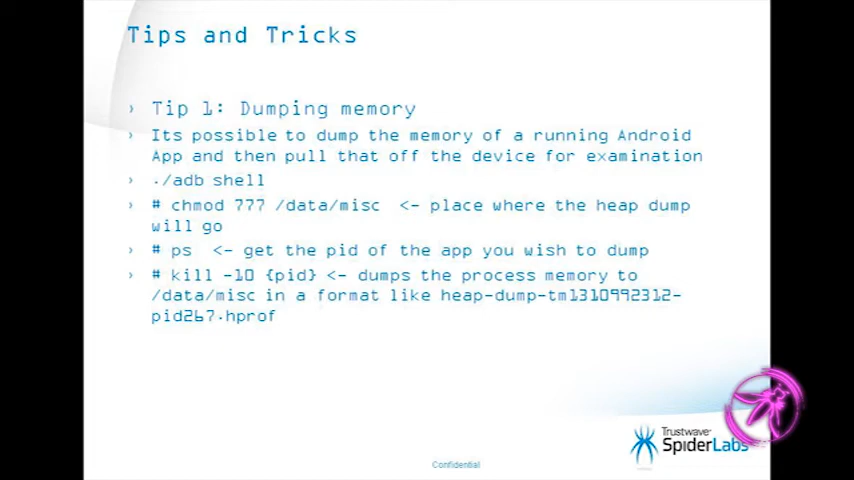 Tips and Tricks
› Tip 1: Dumping memory
› Its possible to dump the memory of a running Android
App and then pull that off the device for examination
› ./adb shell
› # chmod 777 /data/misc <- place where the heap dump
will go
› # ps <- get the pid of the app you wish to dump
› # kill -10 {pid} <- dumps the process memory to
/data/misc in a format like heap-dump-tm1310992312-
pid267.hprof
Trustwave®
SpiderLabs
Confidential